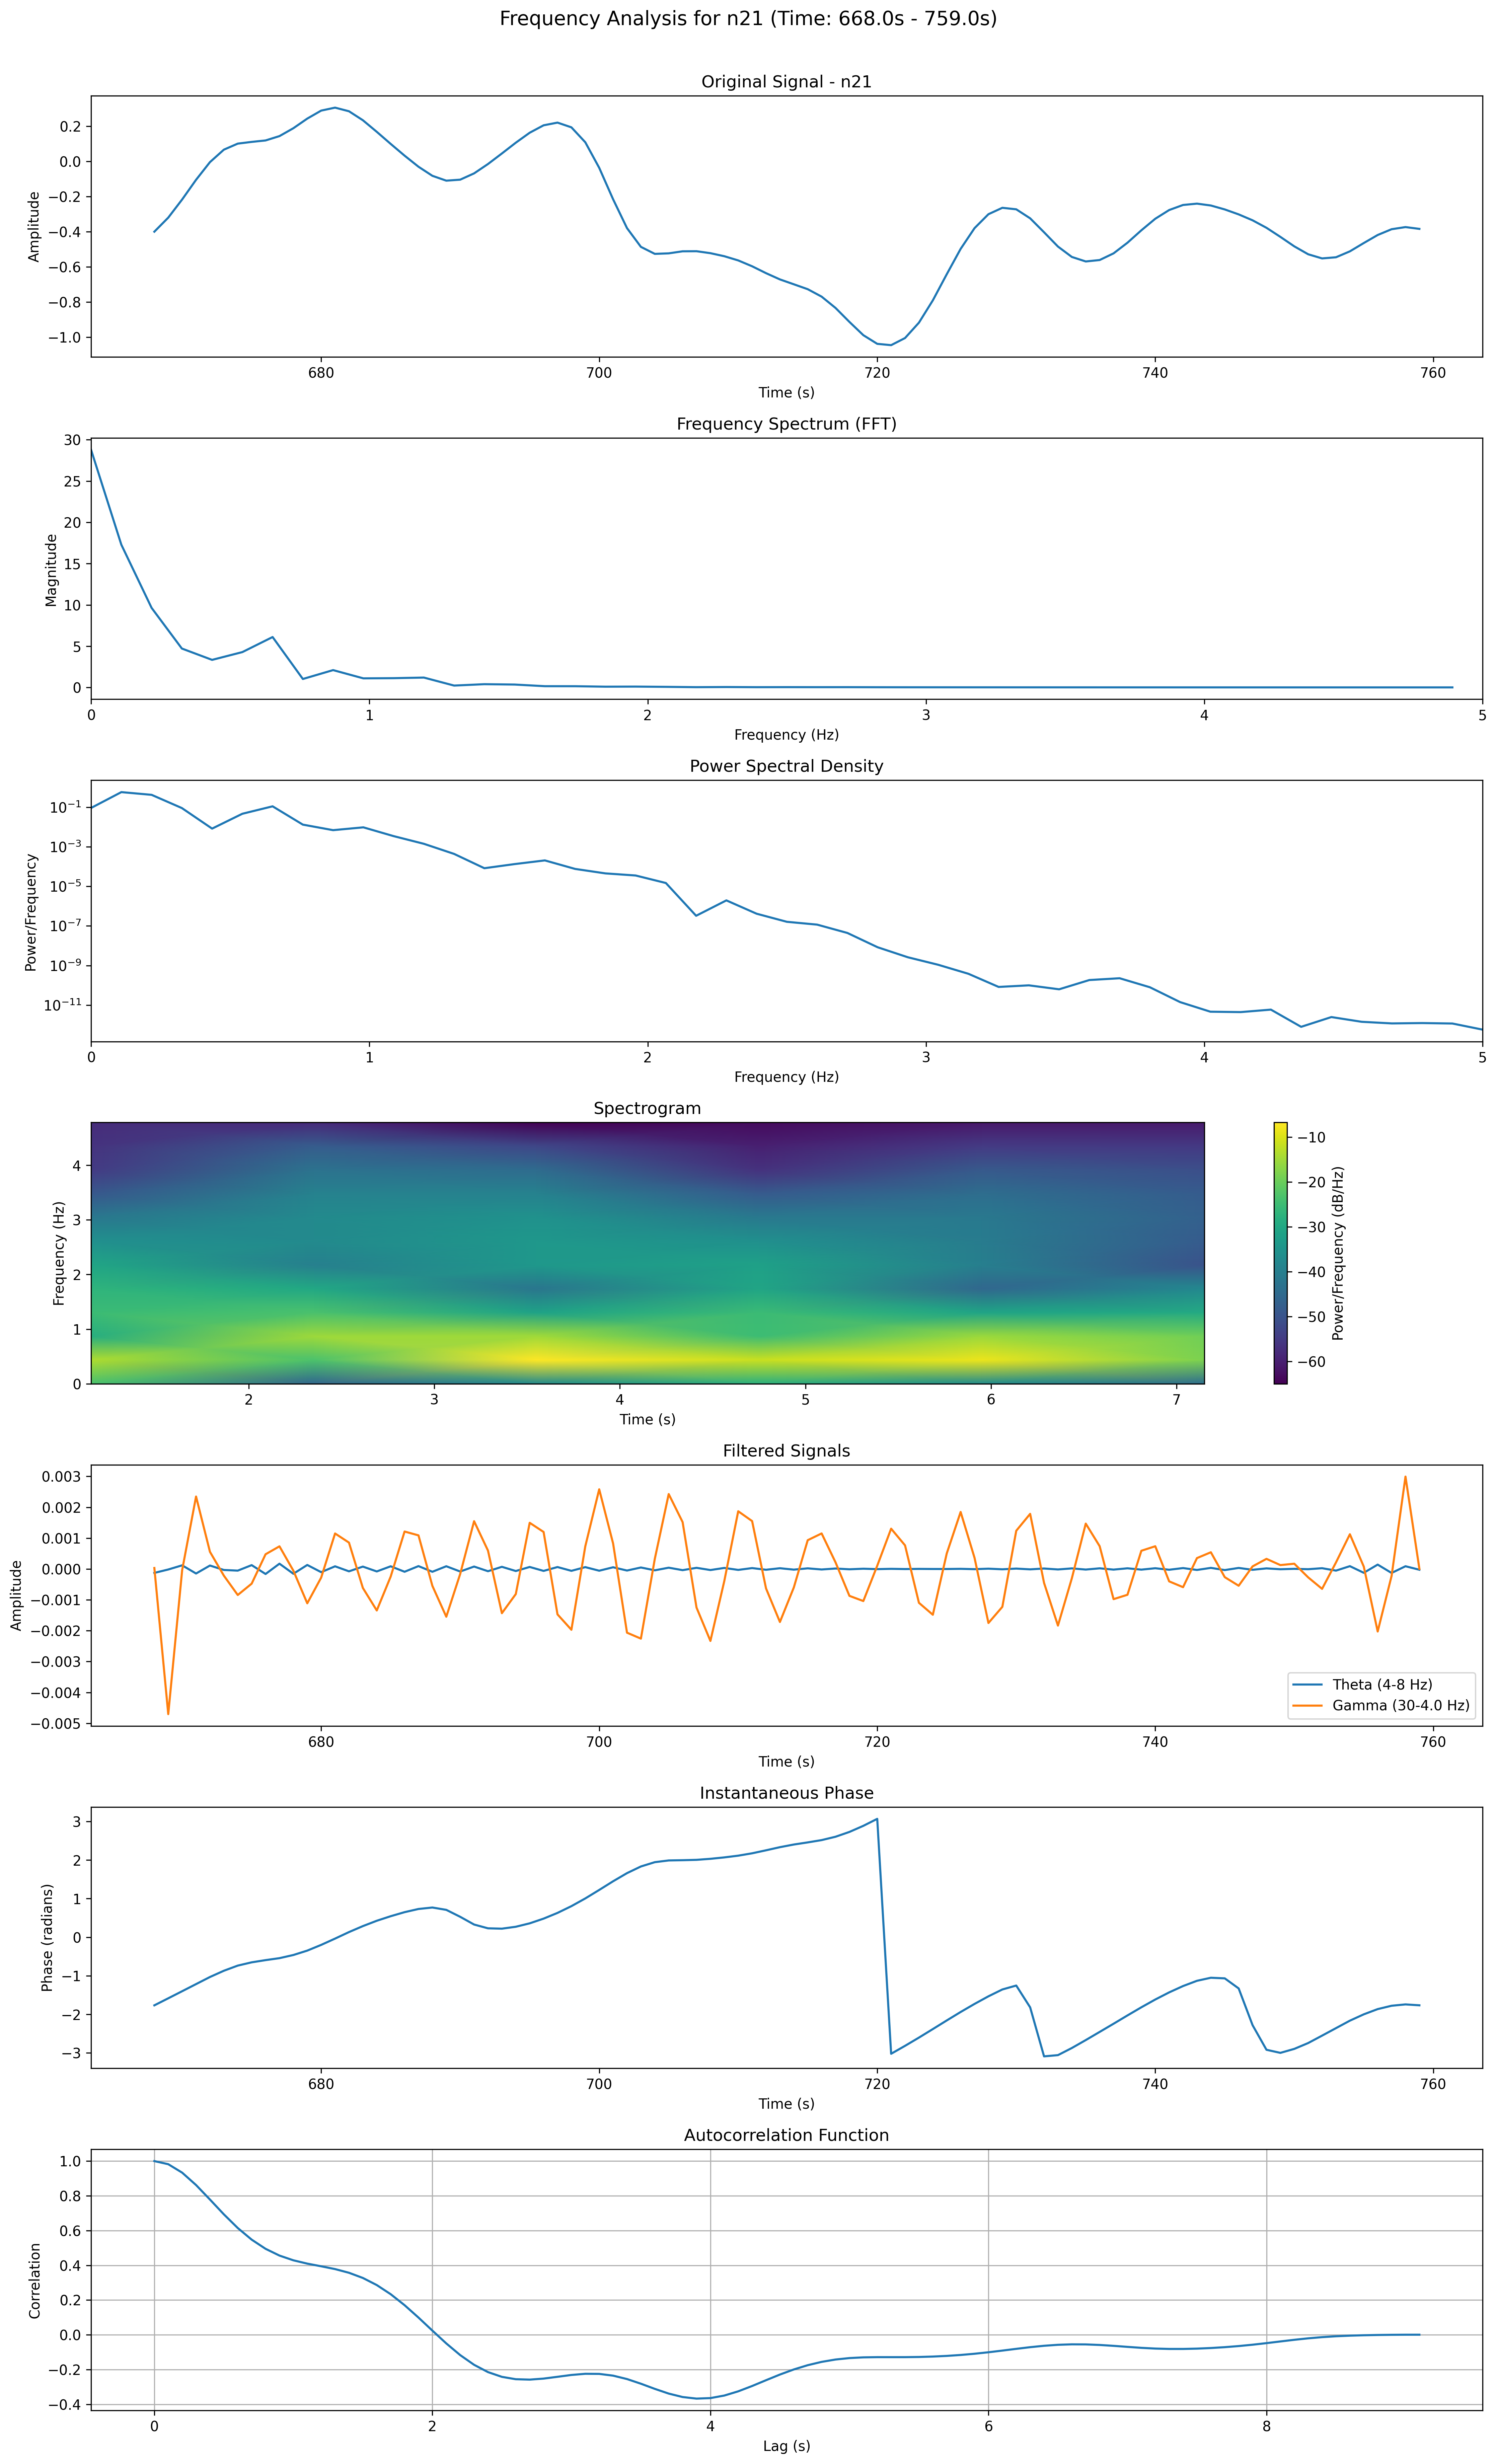 Frequency Analysis for n21 (Time: 668.0s - 759.0s)
Original Signal - n21
0.2
0.0
−0.2
−0.4
−0.6
−0.8
−1.0
Amplitude
680 700 720 740 760
Time (s)
Frequency Spectrum (FFT)
30
25
20
15
10
5
0
Magnitude
0 1 2 3 4 5
Frequency (Hz)
Power Spectral Density
10⁻¹
10⁻³
10⁻⁵
10⁻⁷
10⁻⁹
10⁻¹¹
Power/Frequency
0 1 2 3 4 5
Frequency (Hz)
Spectrogram
4
3
2
1
0
Frequency (Hz)
2 3 4 5 6 7
Time (s)
−10
−20
−30
−40
−50
−60
Power/Frequency (dB/Hz)
Filtered Signals
0.003
0.002
0.001
0.000
−0.001
−0.002
−0.003
−0.004
−0.005
Amplitude
Theta (4-8 Hz)
Gamma (30-4.0 Hz)
680 700 720 740 760
Time (s)
Instantaneous Phase
3
2
1
0
−1
−2
−3
Phase (radians)
680 700 720 740 760
Time (s)
Autocorrelation Function
1.0
0.8
0.6
0.4
0.2
0.0
−0.2
−0.4
Correlation
0 2 4 6 8
Lag (s)